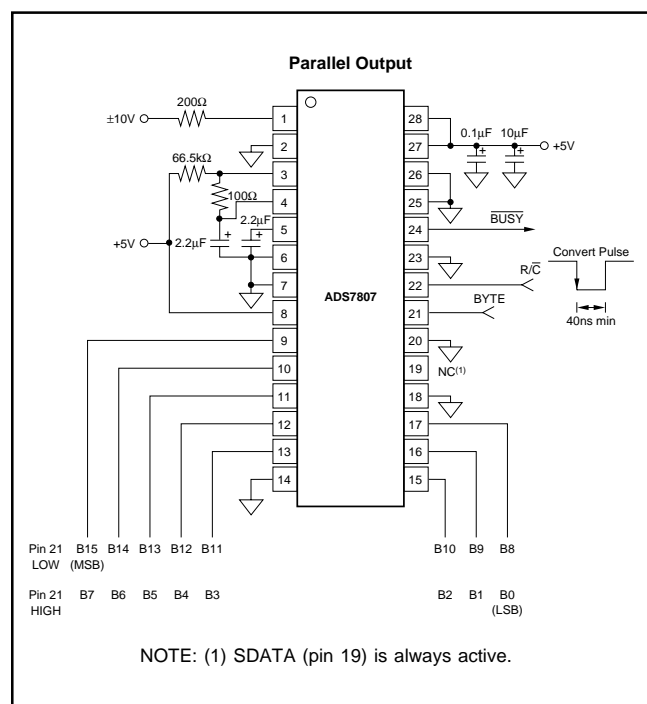 Parallel Output
200Ω
±10V
66.5kΩ
100Ω
2.2µF
2.2µF
+5V
1
2
3
4
5
6
7
8
9
10
11
12
13
14
ADS7807
28
27
26
25
24
23
22
21
20
19
18
17
16
15
0.1µF 10µF
+5V
BUSY
R/C
Convert Pulse
BYTE
40ns min
NC(1)
Pin 21 B15 B14 B13 B12 B11 B10 B9 B8
LOW (MSB)
Pin 21 B7 B6 B5 B4 B3 B2 B1 B0
HIGH (LSB)
NOTE: (1) SDATA (pin 19) is always active.